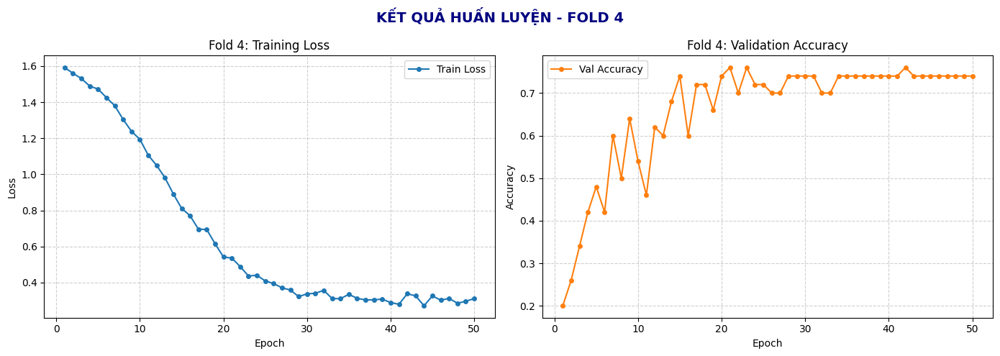 KẾT QUẢ HUẤN LUYỆN - FOLD 4
Fold 4: Training Loss
Train Loss
1.6
1.4
1.2
1.0
0.8
0.6
0.4
Loss
0 10 20 30 40 50
Epoch
Fold 4: Validation Accuracy
Val Accuracy
0.7
0.6
0.5
0.4
0.3
0.2
Accuracy
0 10 20 30 40 50
Epoch